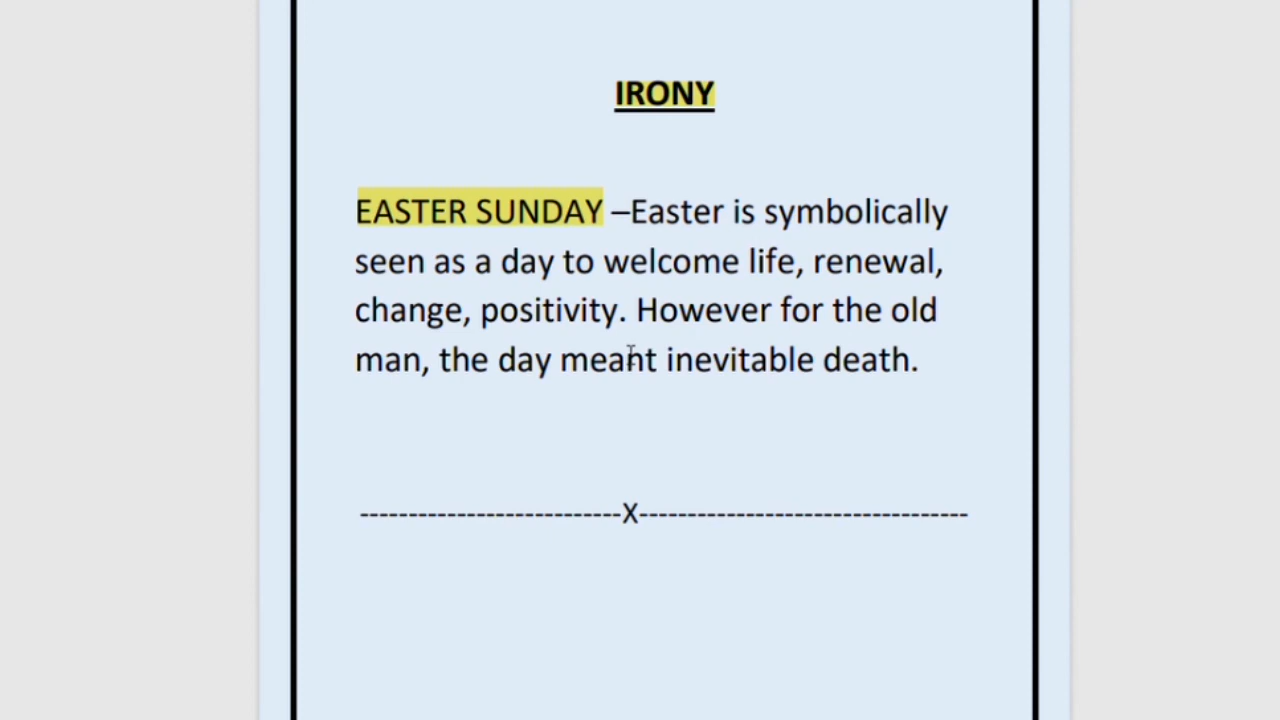 IRONY
EASTER SUNDAY –Easter is symbolically
seen as a day to welcome life, renewal,
change, positivity. However for the old
man, the day meant inevitable death.
---------------------------X----------------------------------